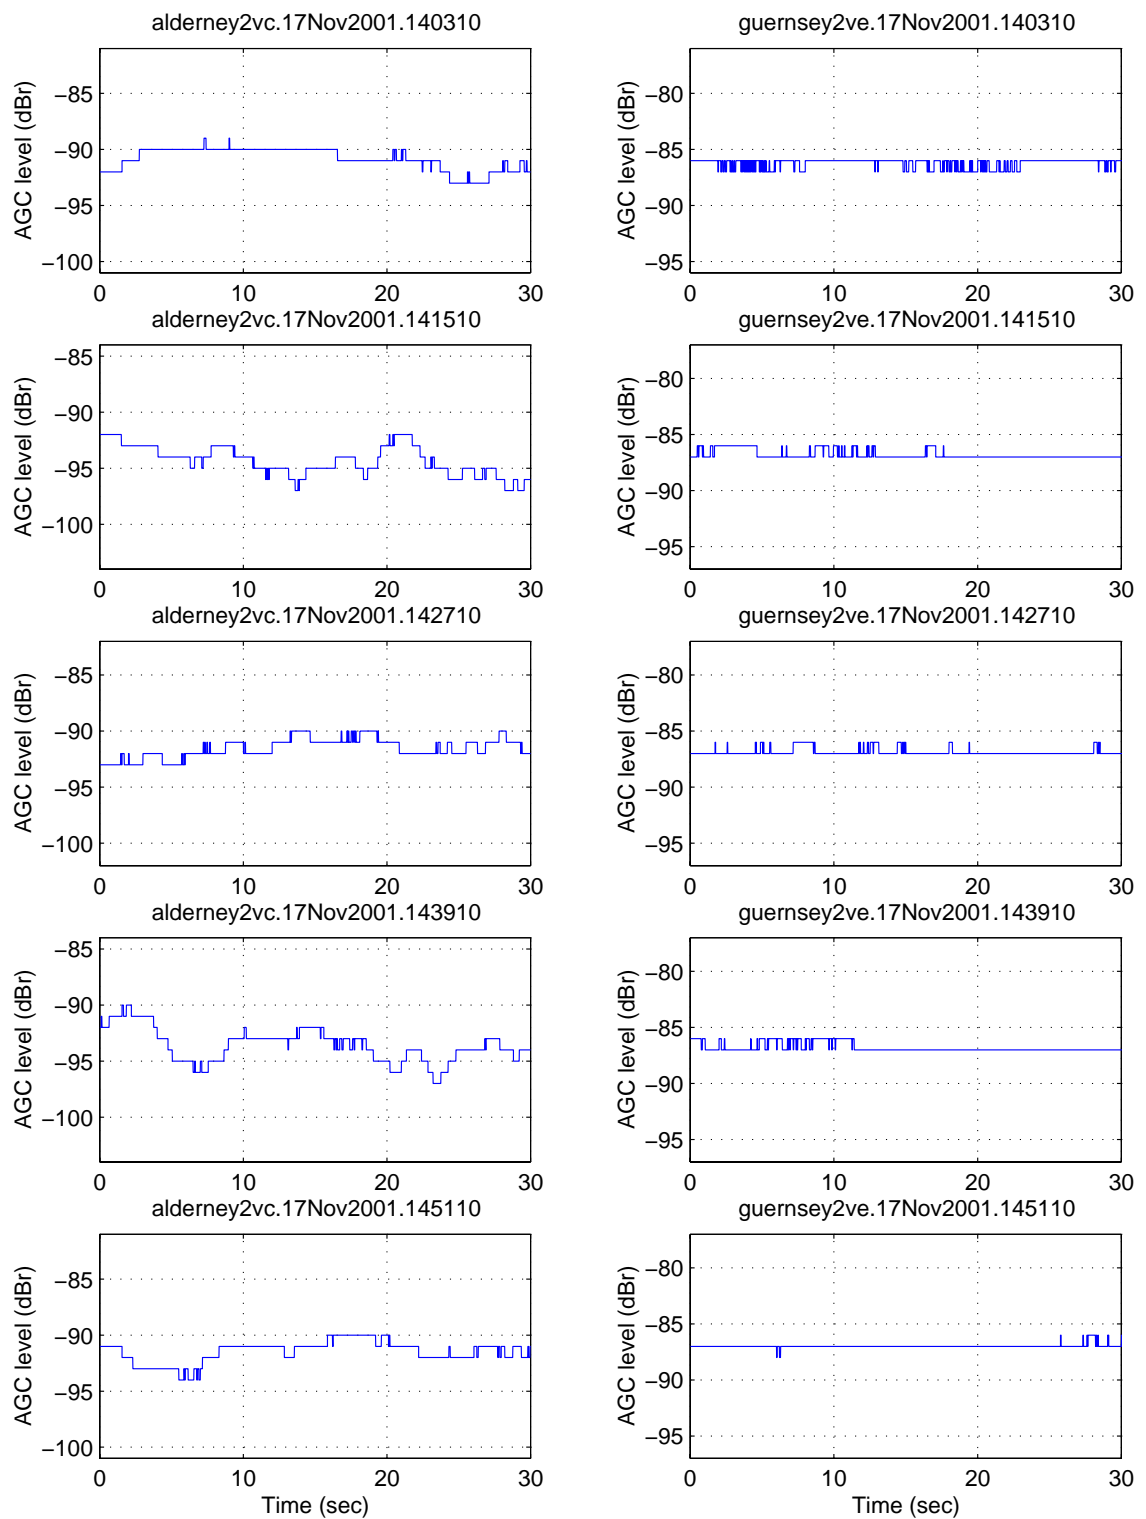 alderney2vc.17Nov2001.140310
AGC level (dBr)
−85
−90
−95
−100
0 10 20 30
guernsey2ve.17Nov2001.140310
AGC level (dBr)
−80
−85
−90
−95
0 10 20 30
alderney2vc.17Nov2001.141510
AGC level (dBr)
−85
−90
−95
−100
0 10 20 30
guernsey2ve.17Nov2001.141510
AGC level (dBr)
−80
−85
−90
−95
0 10 20 30
alderney2vc.17Nov2001.142710
AGC level (dBr)
−85
−90
−95
−100
0 10 20 30
guernsey2ve.17Nov2001.142710
AGC level (dBr)
−80
−85
−90
−95
0 10 20 30
alderney2vc.17Nov2001.143910
AGC level (dBr)
−85
−90
−95
−100
0 10 20 30
guernsey2ve.17Nov2001.143910
AGC level (dBr)
−80
−85
−90
−95
0 10 20 30
alderney2vc.17Nov2001.145110
AGC level (dBr)
−85
−90
−95
−100
0 10 20 30
Time (sec)
guernsey2ve.17Nov2001.145110
AGC level (dBr)
−80
−85
−90
−95
0 10 20 30
Time (sec)